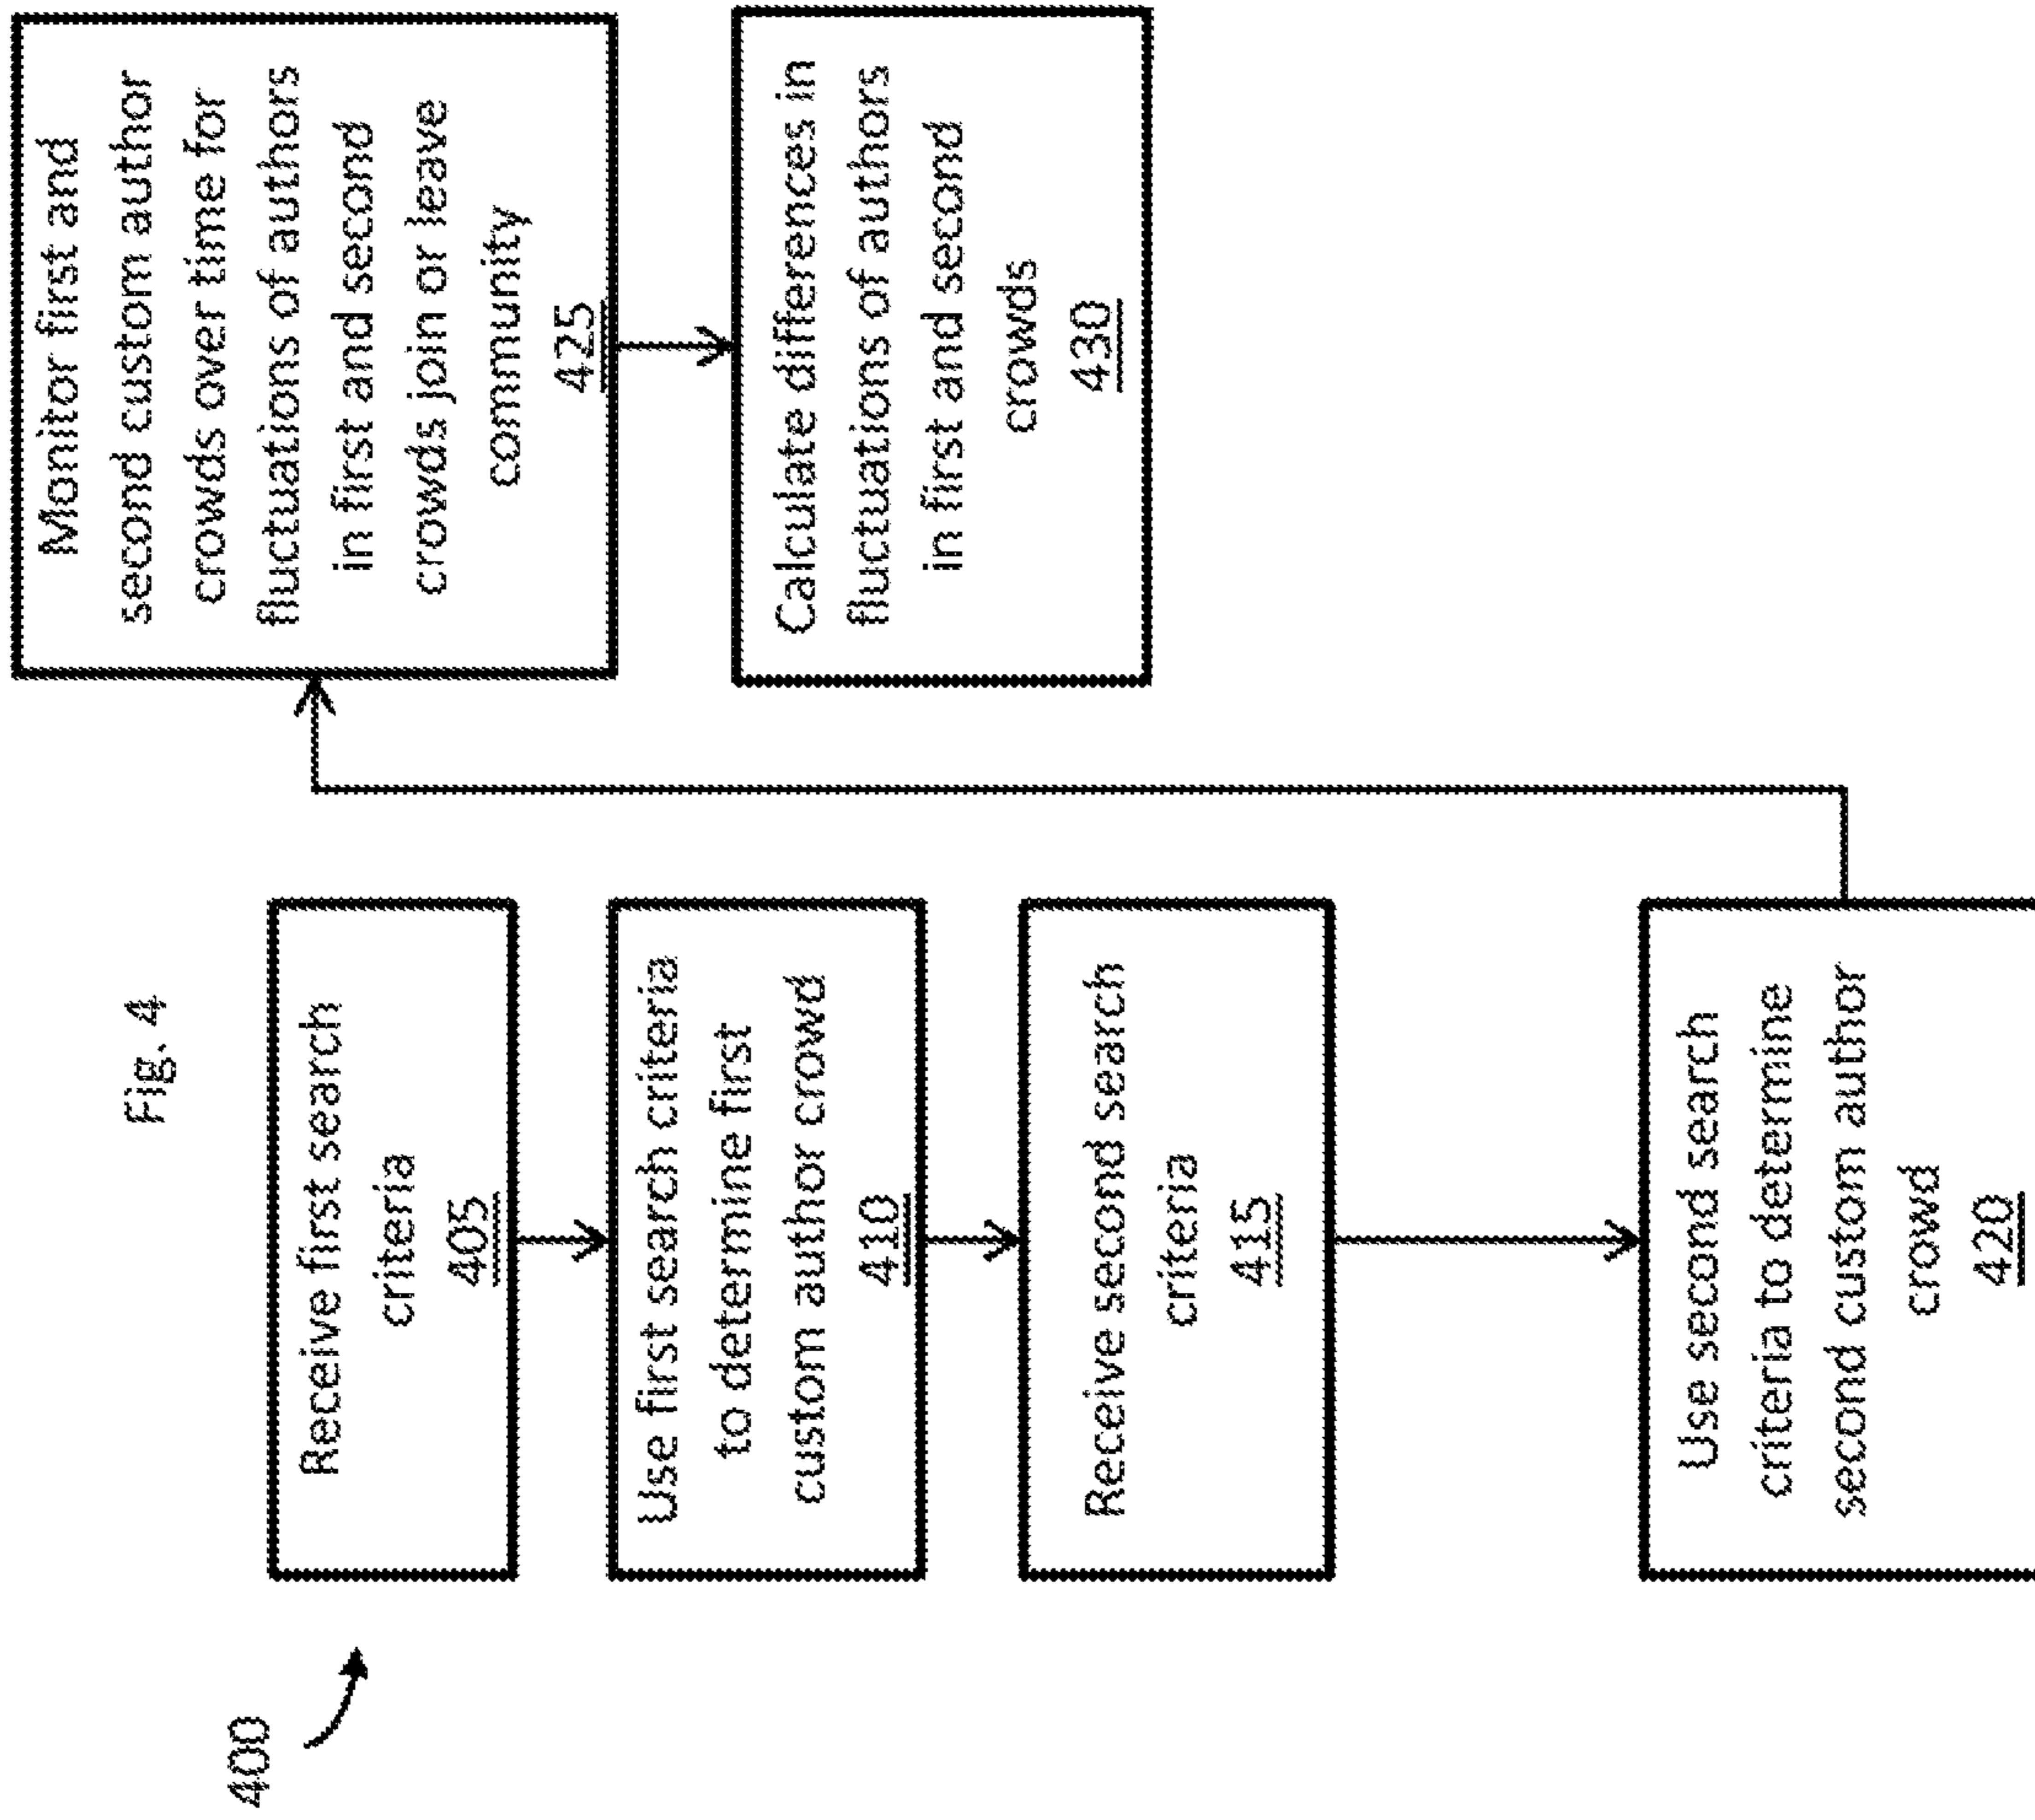 Fig. 4
400
Receive first search
criteria
405
Use first search criteria
to determine first
custom author crowd
410
Receive second search
criteria
415
Use second search
criteria to determine
second custom author
crowd
420
Monitor first and
second custom author
crowds over time for
fluctuations of authors
in first and second
crowds join or leave
community
425
Calculate differences in
fluctuations of authors
in first and second
crowds
430